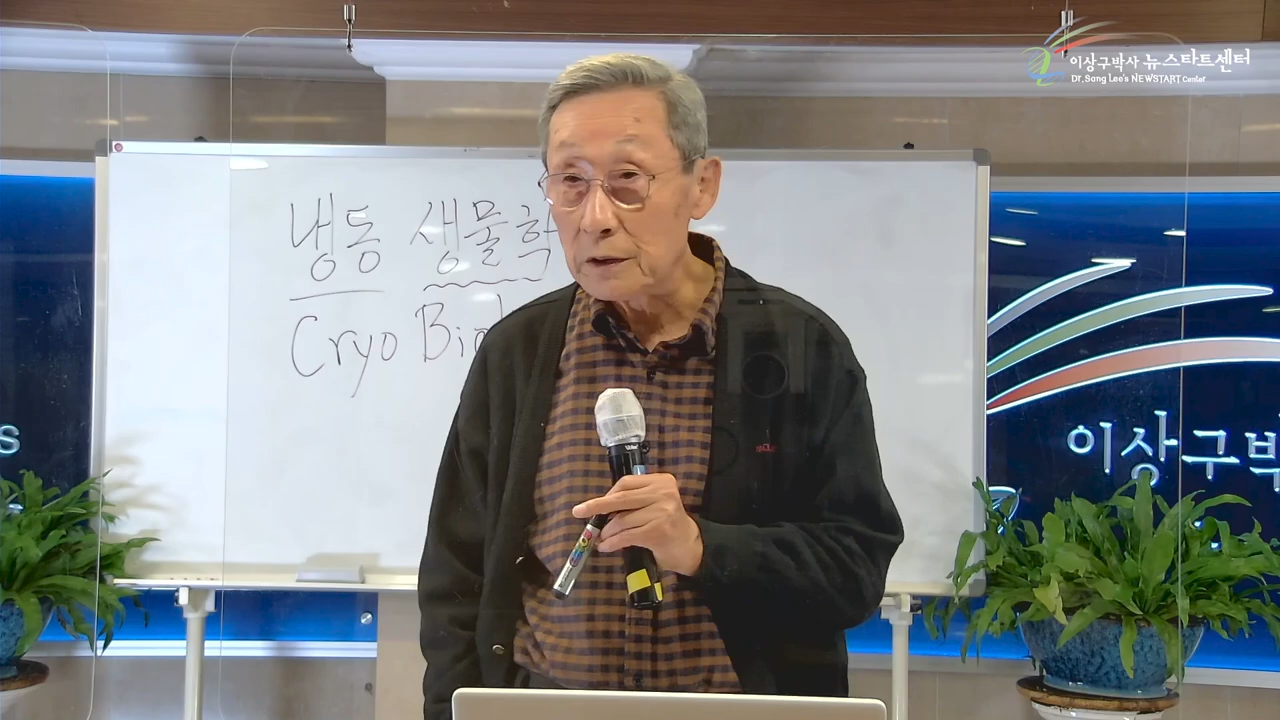 이상구박사 뉴스타트센터
Dr. Sang Lee's NEWSTART Center
냉동 생물학
Cryo Biol
이상구박
s